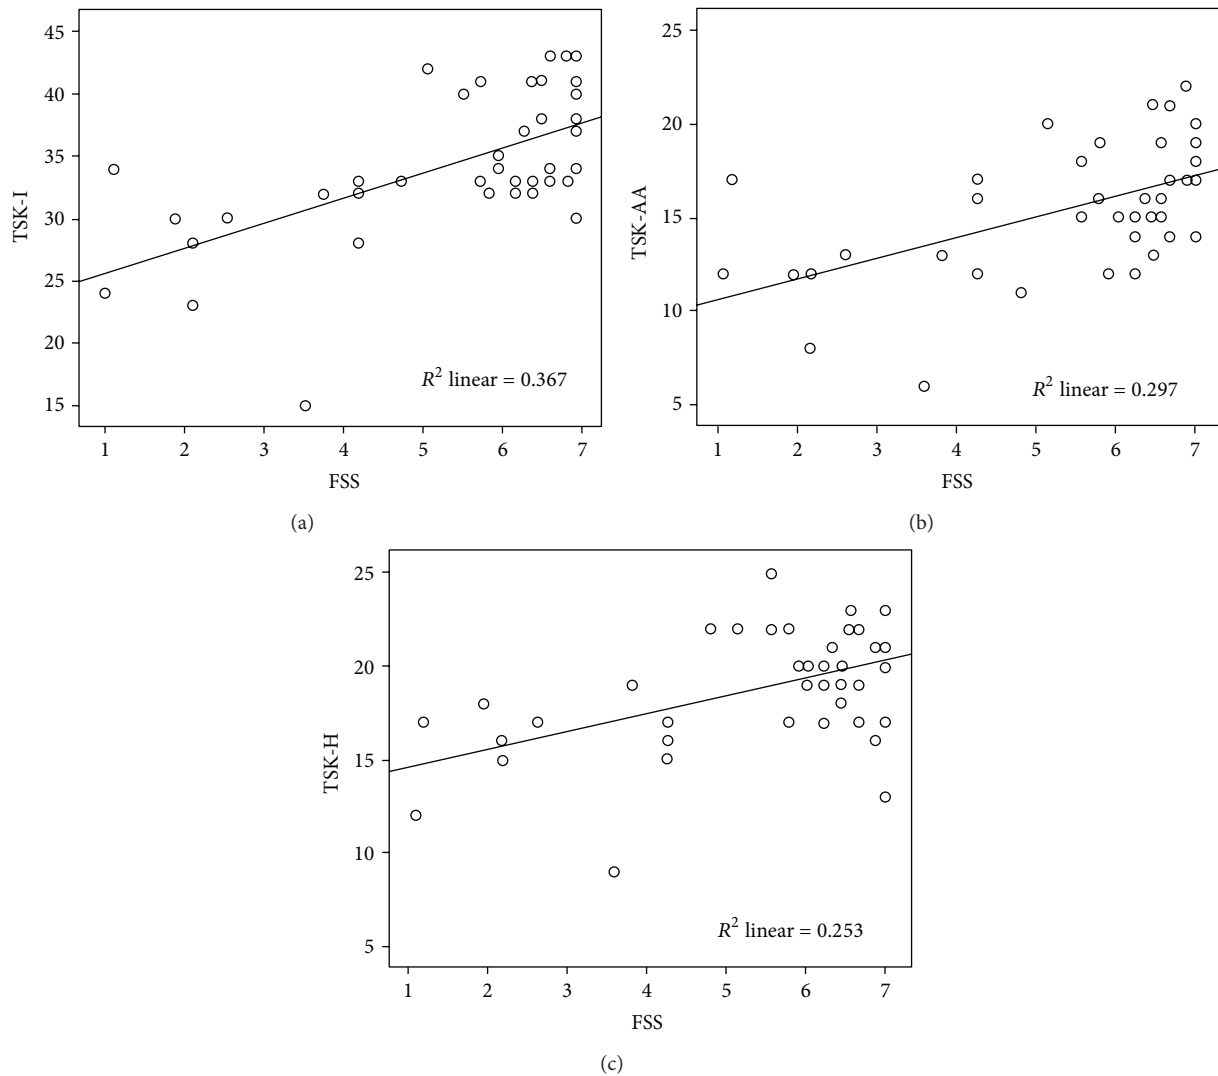 45
40
35
30
25
20
15
TSK-I
R² linear = 0.367
1 2 3 4 5 6 7
FSS
(a)
25
20
15
10
5
TSK-AA
R² linear = 0.297
1 2 3 4 5 6 7
FSS
(b)
25
20
15
10
5
TSK-H
R² linear = 0.253
1 2 3 4 5 6 7
FSS
(c)